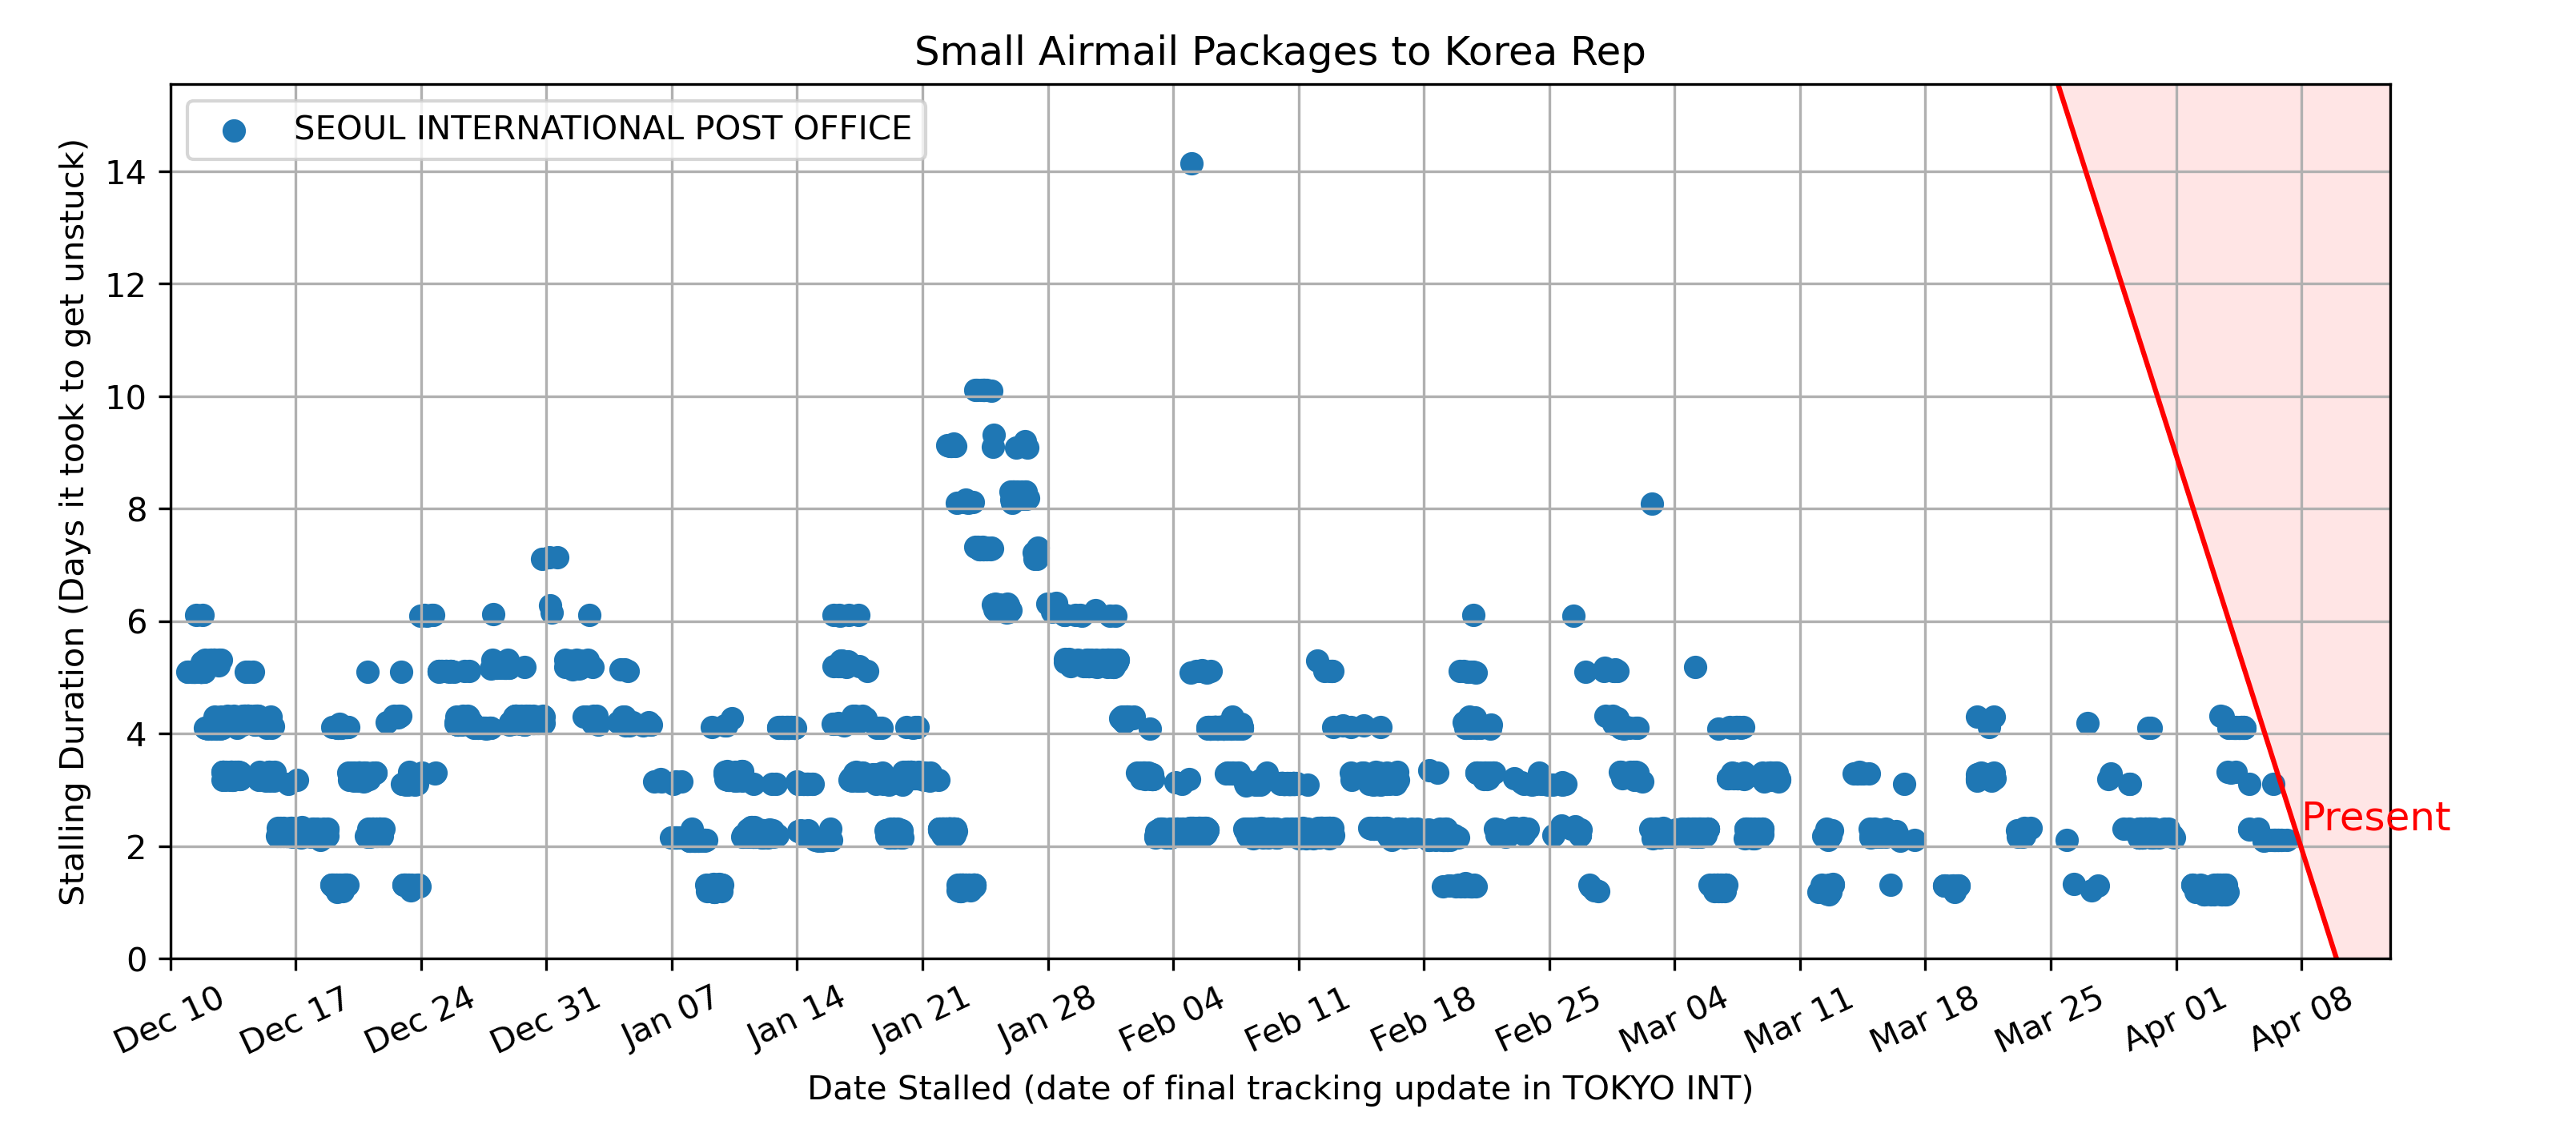 Small Airmail Packages to Korea Rep
SEOUL INTERNATIONAL POST OFFICE
Stalling Duration (Days it took to get unstuck)
14
12
10
8
6
4
2
0
Present
Dec 10
Dec 17
Dec 24
Dec 31
Jan 07
Jan 14
Jan 21
Jan 28
Feb 04
Feb 11
Feb 18
Feb 25
Mar 04
Mar 11
Mar 18
Mar 25
Apr 01
Apr 08
Date Stalled (date of final tracking update in TOKYO INT)